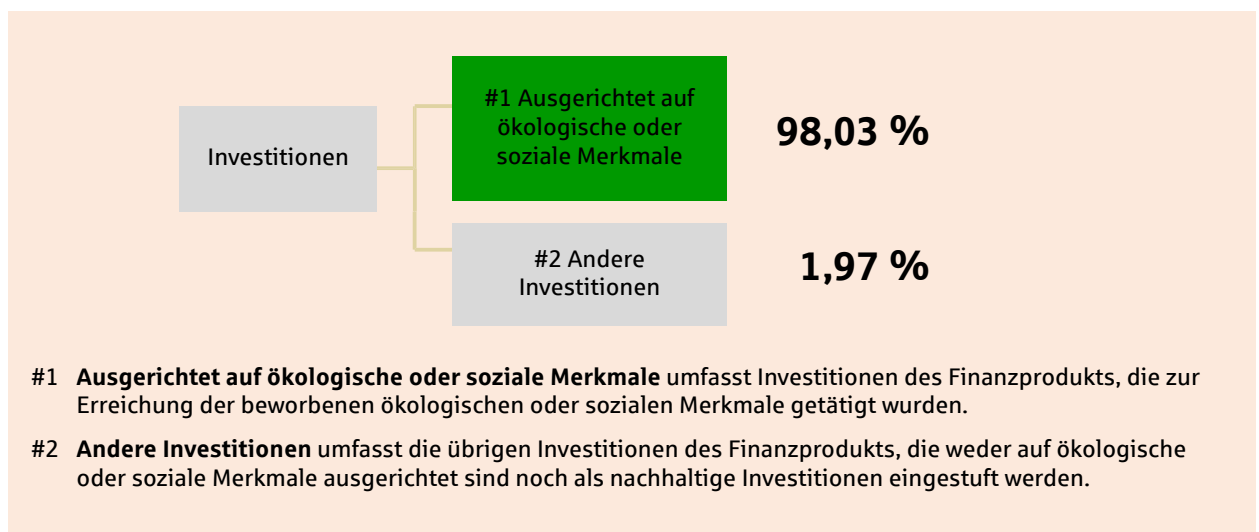 Investitionen
#1 Ausgerichtet auf
ökologische oder
soziale Merkmale
98,03 %
#2 Andere
Investitionen
1,97 %
#1 Ausgerichtet auf ökologische oder soziale Merkmale umfasst Investitionen des Finanzprodukts, die zur
Erreichung der beworbenen ökologischen oder sozialen Merkmale getätigt wurden.
#2 Andere Investitionen umfasst die übrigen Investitionen des Finanzprodukts, die weder auf ökologische
oder soziale Merkmale ausgerichtet sind noch als nachhaltige Investitionen eingestuft werden.